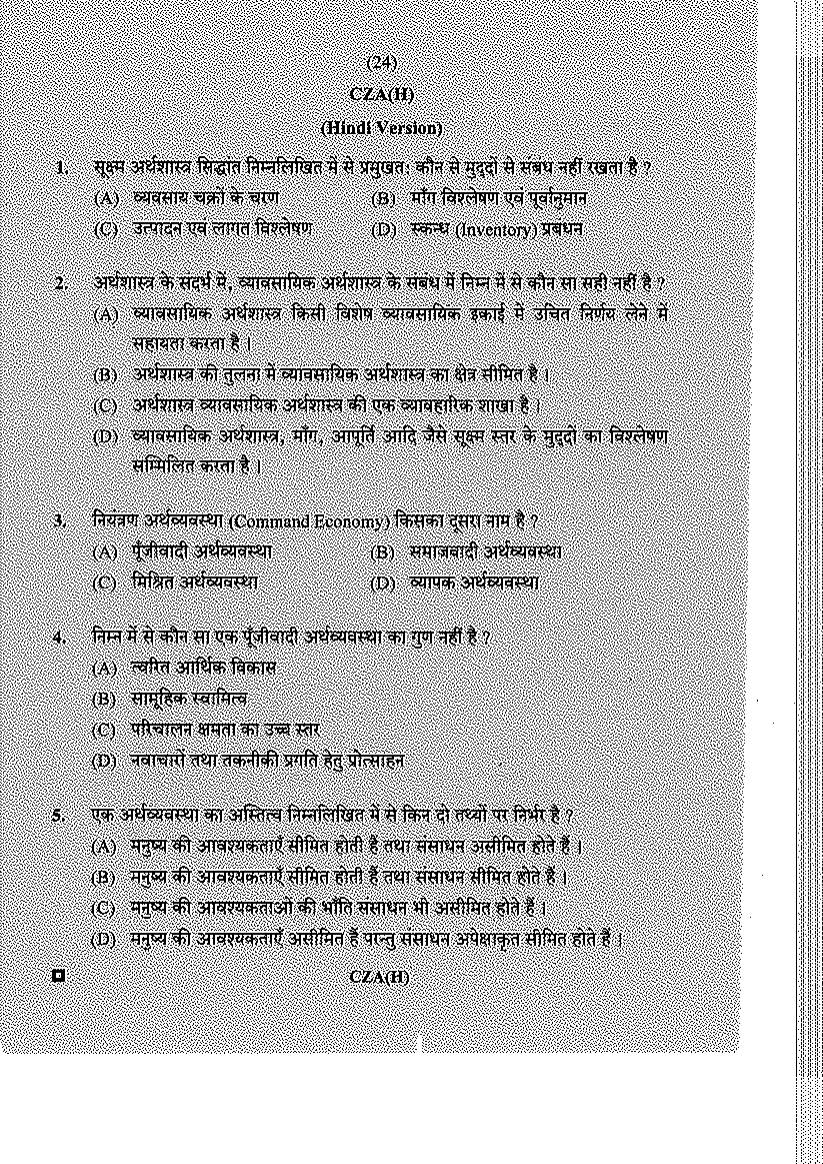 (24)
CZA(H)
(Hindi Version)
1. सूक्ष्म अर्थशास्त्र सिद्धांत निम्नलिखित में से प्रमुखतः कौन से मुद्दों से संबंध नहीं रखता है ?
(A) व्यवसाय चक्रों के चरण (B) माँग विश्लेषण एवं पूर्वानुमान
(C) उत्पादन एवं लागत विश्लेषण (D) स्कन्ध (Inventory) प्रबंधन
2. अर्थशास्त्र के संदर्भ में, व्यावसायिक अर्थशास्त्र के संबंध में निम्न में से कौन सा सही नहीं है ?
(A) व्यावसायिक अर्थशास्त्र किसी विशेष व्यावसायिक इकाई में उचित निर्णय लेने में
सहायता करता है ।
(B) अर्थशास्त्र की तुलना में व्यावसायिक अर्थशास्त्र का क्षेत्र सीमित है ।
(C) अर्थशास्त्र व्यावसायिक अर्थशास्त्र की एक व्यावहारिक शाखा है ।
(D) व्यावसायिक अर्थशास्त्र, माँग, आपूर्ति आदि जैसे सूक्ष्म स्तर के मुद्दों का विश्लेषण
सम्मिलित करता है ।
3. नियंत्रण अर्थव्यवस्था (Command Economy) किसका दूसरा नाम है ?
(A) पूँजीवादी अर्थव्यवस्था (B) समाजवादी अर्थव्यवस्था
(C) मिश्रित अर्थव्यवस्था (D) व्यापक अर्थव्यवस्था
4. निम्न में से कौन सा एक पूँजीवादी अर्थव्यवस्था का गुण नहीं है ?
(A) त्वरित आर्थिक विकास
(B) सामूहिक स्वामित्व
(C) परिचालन क्षमता का उच्च स्तर
(D) नवाचारों तथा तकनीकी प्रगति हेतु प्रोत्साहन
5. एक अर्थव्यवस्था का अस्तित्व निम्नलिखित में से किन दो तथ्यों पर निर्भर है ?
(A) मनुष्य की आवश्यकताएँ सीमित होती हैं तथा संसाधन असीमित होते हैं ।
(B) मनुष्य की आवश्यकताएँ सीमित होती हैं तथा संसाधन सीमित होते हैं ।
(C) मनुष्य की आवश्यकताओं की भाँति संसाधन भी असीमित होते हैं ।
(D) मनुष्य की आवश्यकताएँ असीमित हैं परन्तु संसाधन अपेक्षाकृत सीमित होते हैं ।
CZA(H)